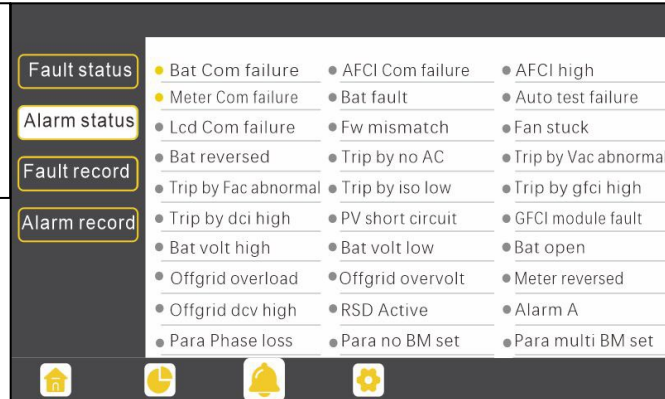 Fault status
Alarm status
Fault record
Alarm record
Bat Com failure AFCI Com failure AFCI high
Meter Com failure Bat fault Auto test failure
Lcd Com failure Fw mismatch Fan stuck
Bat reversed Trip by no AC Trip by Vac abnormal
Trip by Fac abnormal Trip by iso low Trip by gfci high
Trip by dci high PV short circuit GFCI module fault
Bat volt high Bat volt low Bat open
Offgrid overload Offgrid overvolt Meter reversed
Offgrid dcv high RSD Active Alarm A
Para Phase loss Para no BM set Para multi BM set